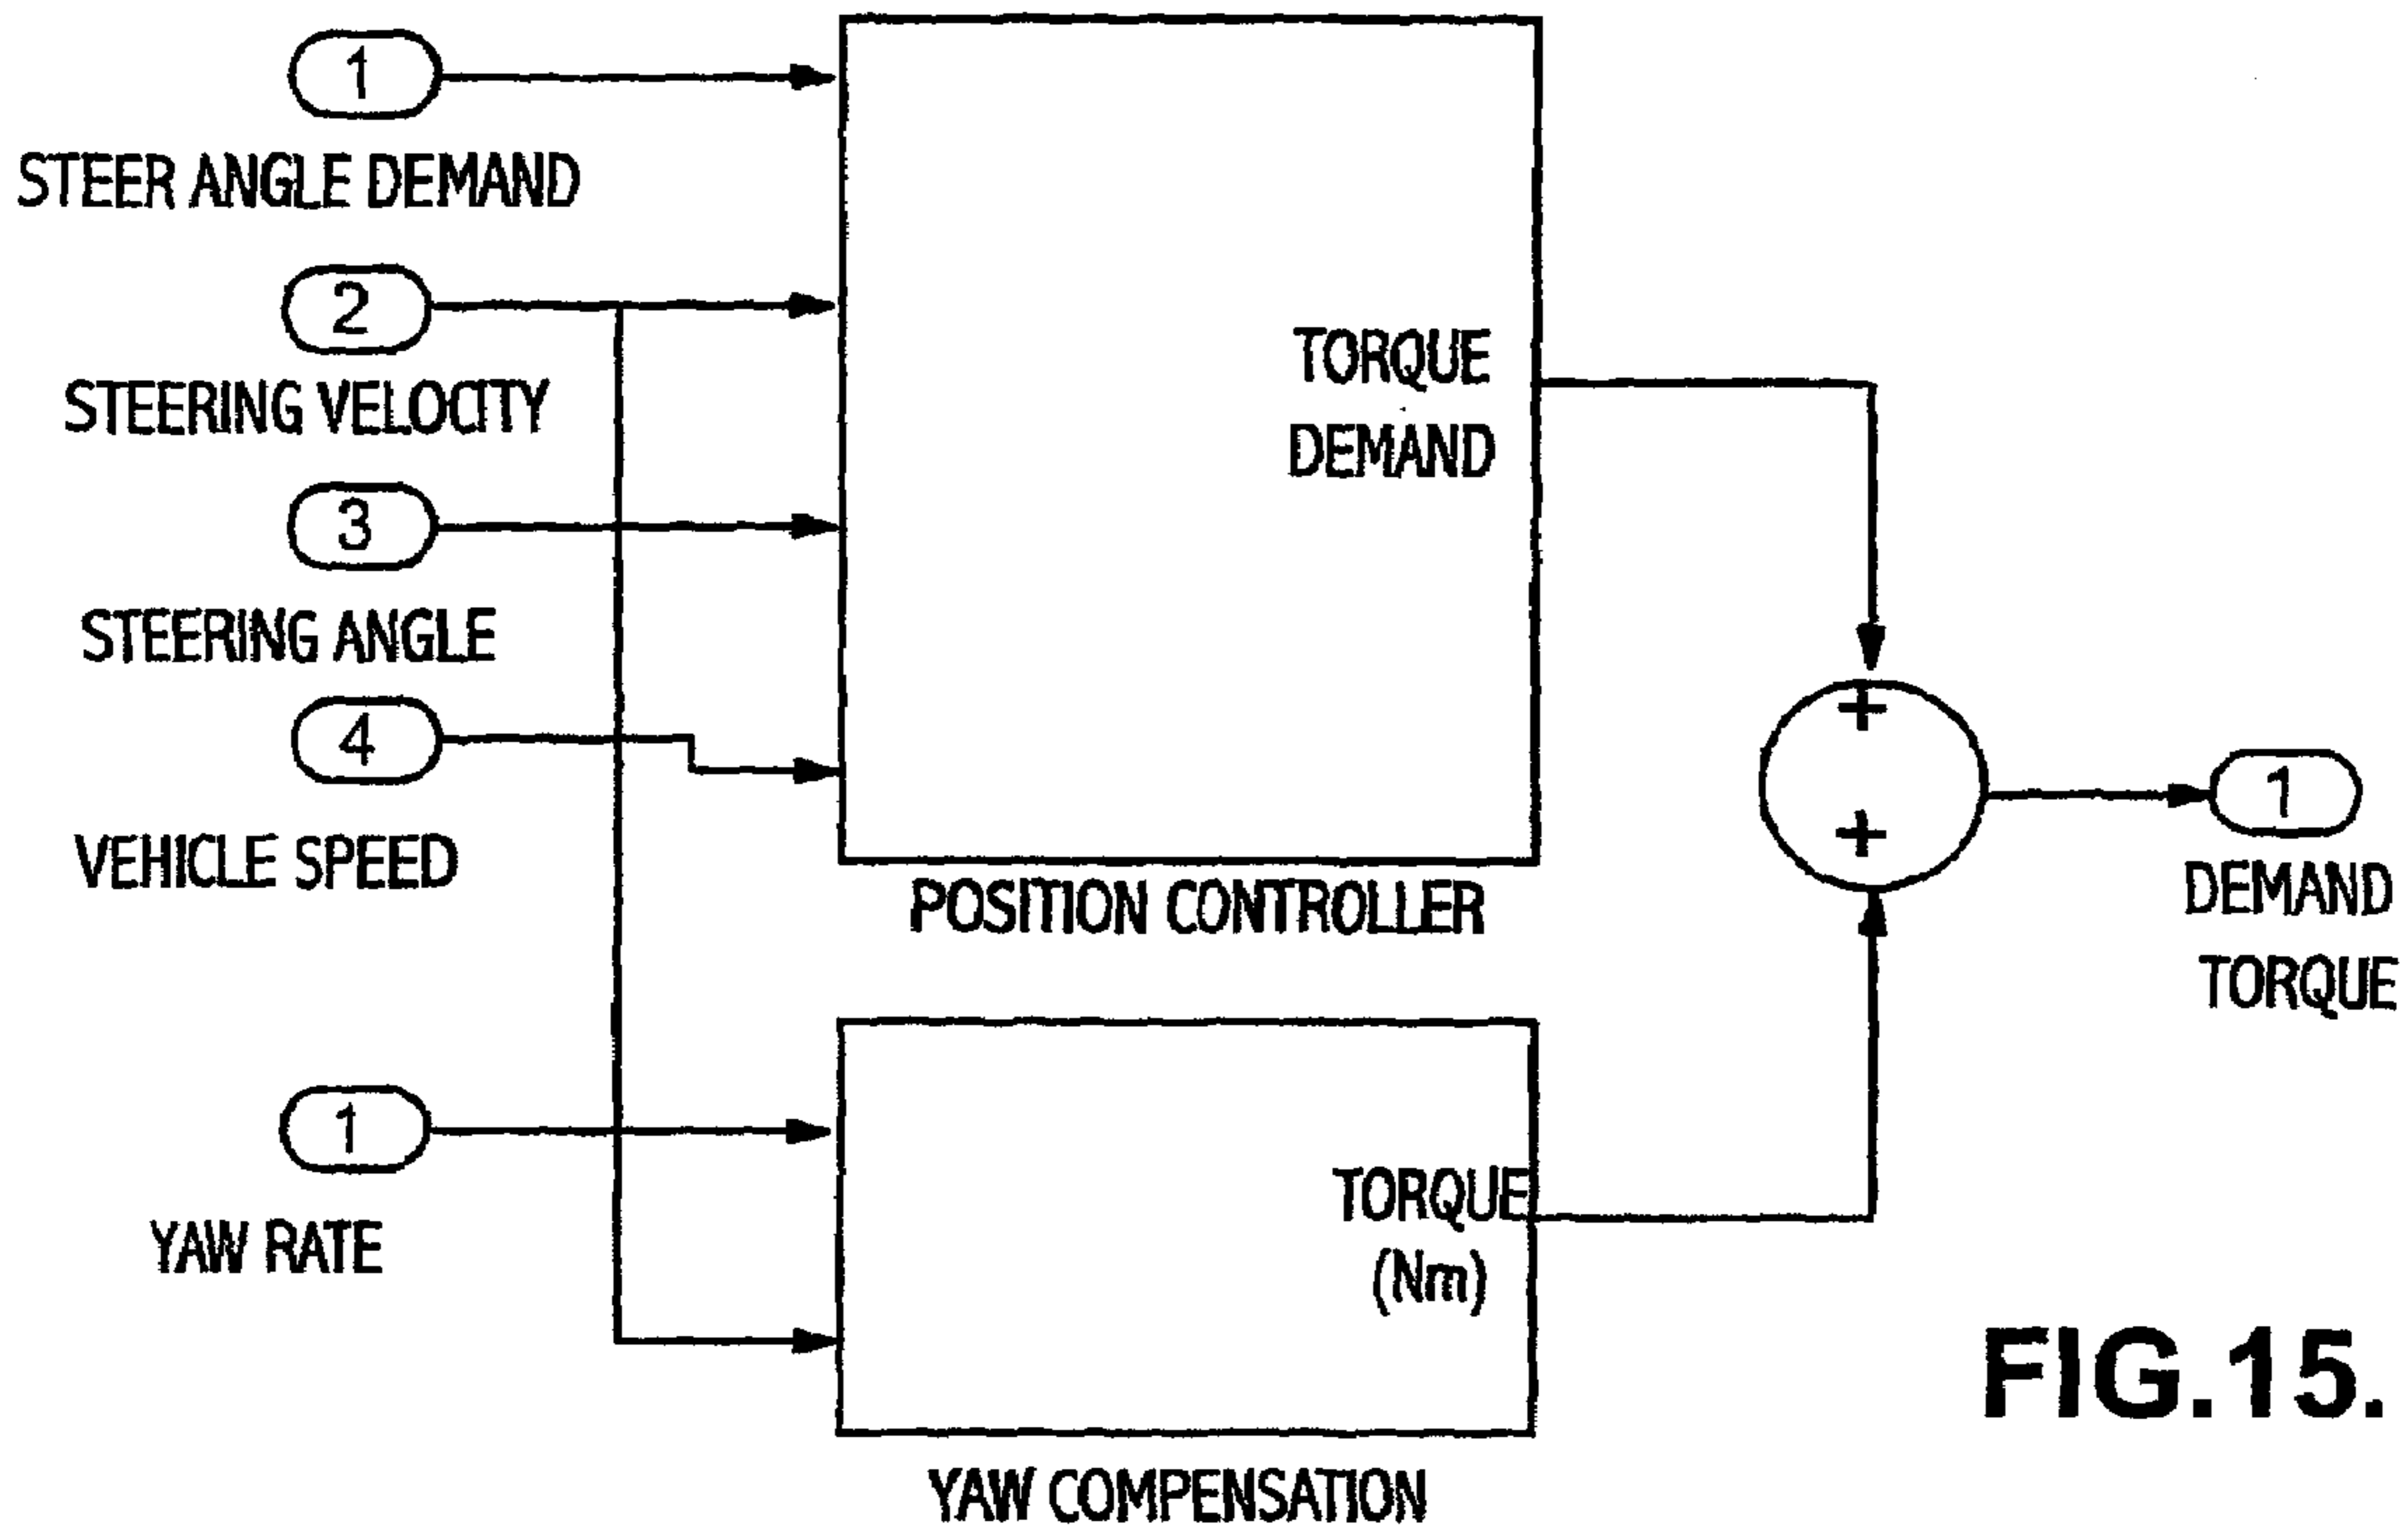 1
STEER ANGLE DEMAND
2
STEERING VELOCITY
3
STEERING ANGLE
4
VEHICLE SPEED
TORQUE
DEMAND
POSITION CONTROLLER
+
+
1
DEMAND
TORQUE
1
YAW RATE
TORQUE
(Nm)
YAW COMPENSATION
FIG.15.